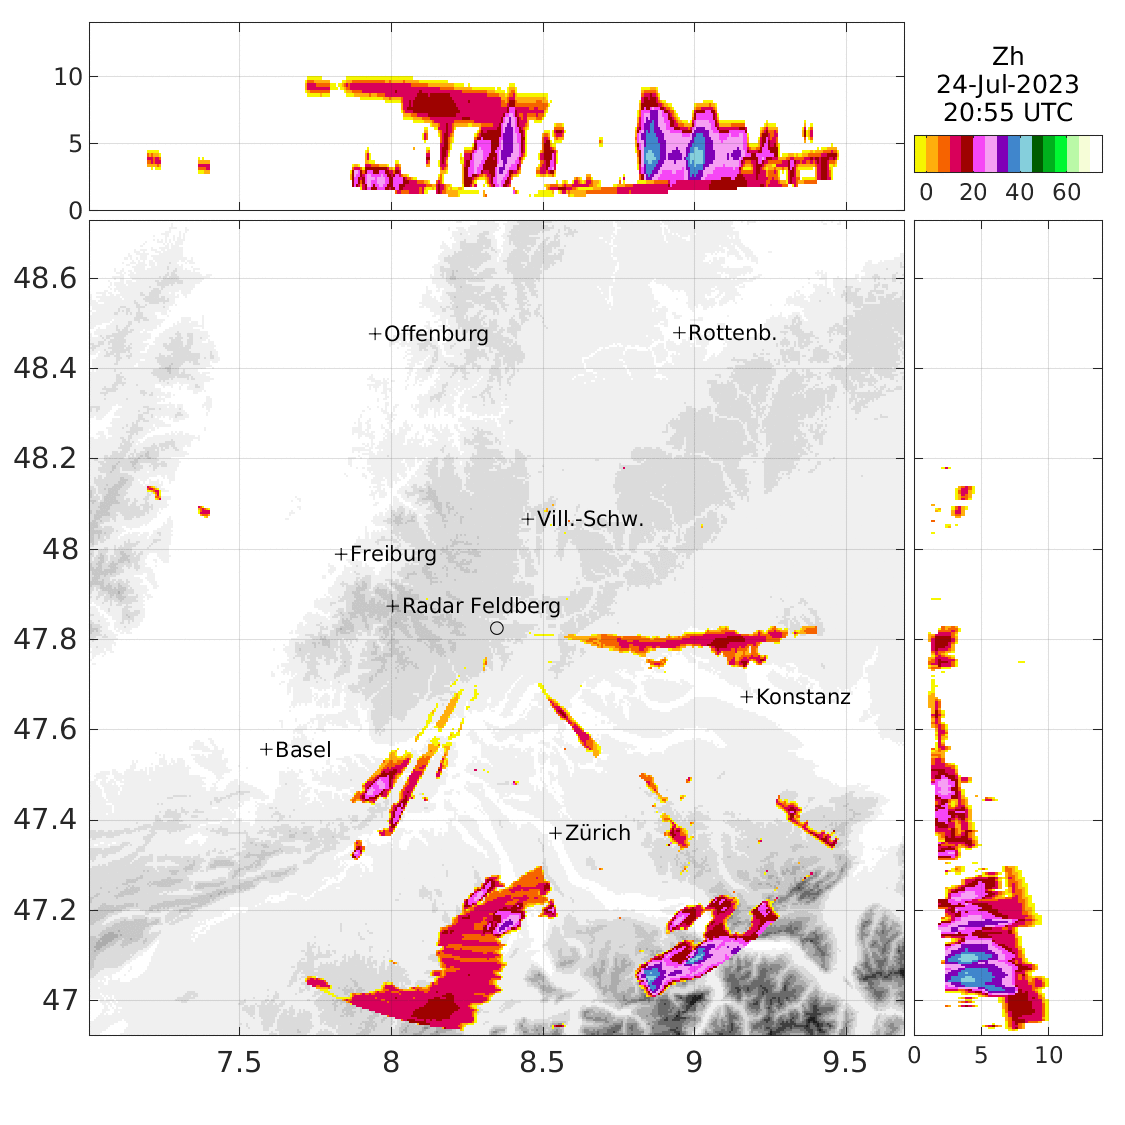 10
5
0
Zh
24-Jul-2023
20:55 UTC
0 20 40 60
48.6
48.4
48.2
48
47.8
47.6
47.4
47.2
47
+Offenburg
+Rottenb.
+Vill.-Schw.
+Freiburg
+Radar Feldberg
+Konstanz
+Basel
+Zürich
7.5 8 8.5 9 9.5
0 5 10